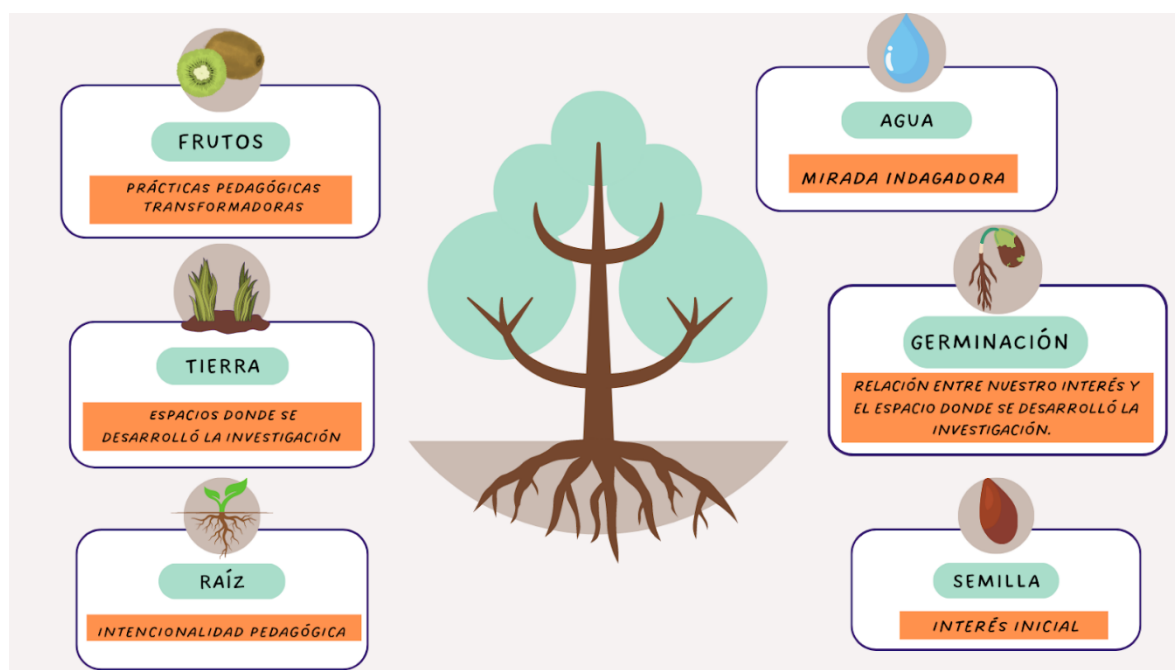 FRUTOS
PRÁCTICAS PEDAGÓGICAS
TRANSFORMADORAS
TIERRA
ESPACIOS DONDE SE
DESARROLLÓ LA INVESTIGACIÓN
RAÍZ
INTENCIONALIDAD PEDAGÓGICA
AGUA
MIRADA INDAGADORA
GERMINACIÓN
RELACIÓN ENTRE NUESTRO INTERÉS Y
EL ESPACIO DONDE SE DESARROLLÓ LA
INVESTIGACIÓN.
SEMILLA
INTERÉS INICIAL